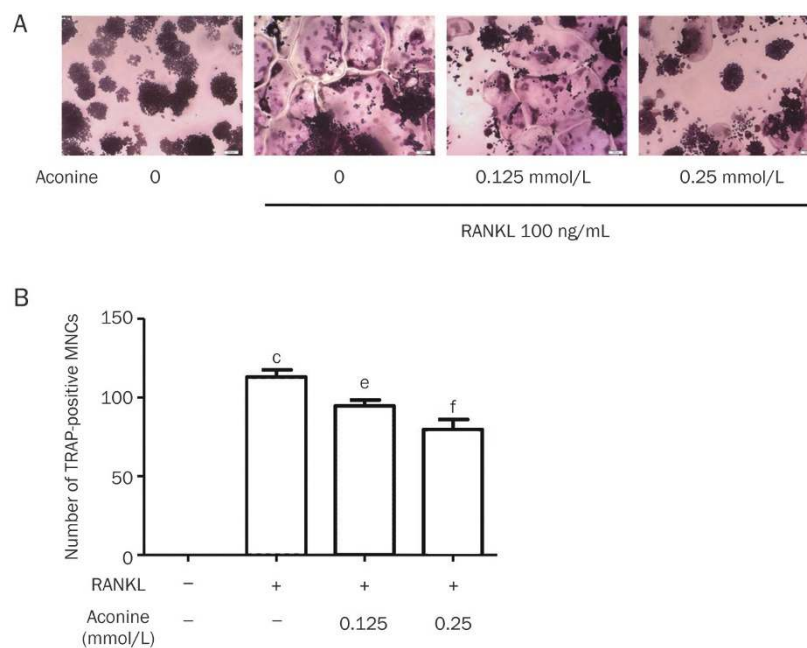 A
Aconine 0 0 0.125 mmol/L 0.25 mmol/L
RANKL 100 ng/mL
B
Number of TRAP-positive MNCs
150
100
50
0
c
e
f
RANKL – + + +
Aconine (mmol/L) – – 0.125 0.25